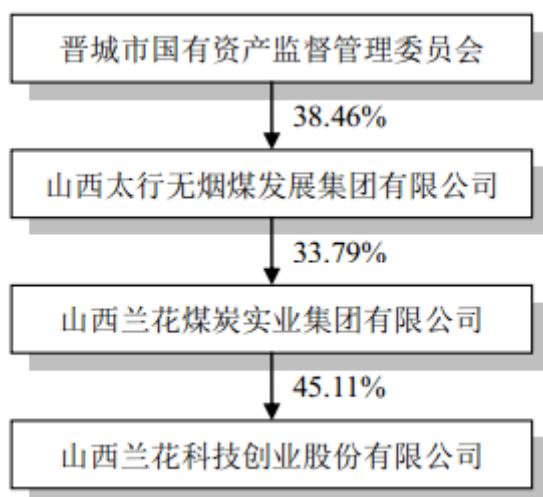 晋城市国有资产监督管理委员会
38.46%
山西太行无烟煤发展集团有限公司
33.79%
山西兰花煤炭实业集团有限公司
45.11%
山西兰花科技创业股份有限公司